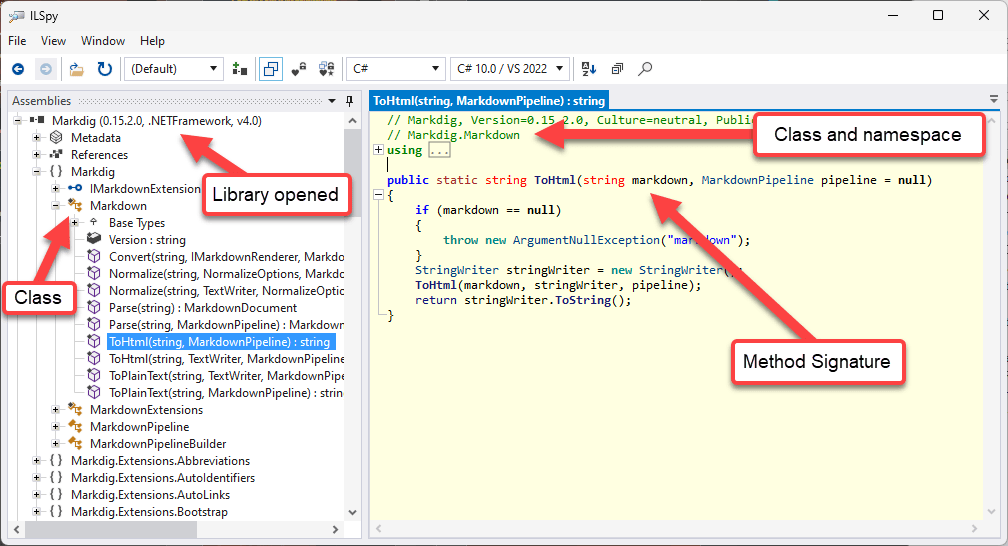 ILSpy
File View Window Help
(Default) C# C# 10.0 / VS 2022
Assemblies
Markdig (0.15.2.0, .NETFramework, v4.0)
Metadata
References
{ } Markdig
IMarkdownExtension
Markdown
Base Types
Version : string
Convert(string, IMarkdownRenderer, Markdo
Normalize(string, NormalizeOptions, Markdo
Normalize(string, TextWriter, NormalizeOptio
Parse(string) : MarkdownDocument
Parse(string, MarkdownPipeline) : Markdown
ToHtml(string, MarkdownPipeline) : string
ToHtml(string, TextWriter, MarkdownPipeline
ToPlainText(string, TextWriter, MarkdownPipe
ToPlainText(string, MarkdownPipeline) : string
MarkdownExtensions
MarkdownPipeline
MarkdownPipelineBuilder
{ } Markdig.Extensions.Abbreviations
{ } Markdig.Extensions.AutoIdentifiers
{ } Markdig.Extensions.AutoLinks
{ } Markdig.Extensions.Bootstrap
Library opened
Class
ToHtml(string, MarkdownPipeline) : string
// Markdig, Version=0.15.2.0, Culture=neutral, Public
// Markdig.Markdown
using ...
public static string ToHtml(string markdown, MarkdownPipeline pipeline = null)
{
if (markdown == null)
{
throw new ArgumentNullException("markdown");
}
StringWriter stringWriter = new StringWriter();
ToHtml(markdown, stringWriter, pipeline);
return stringWriter.ToString();
}
Class and namespace
Method Signature